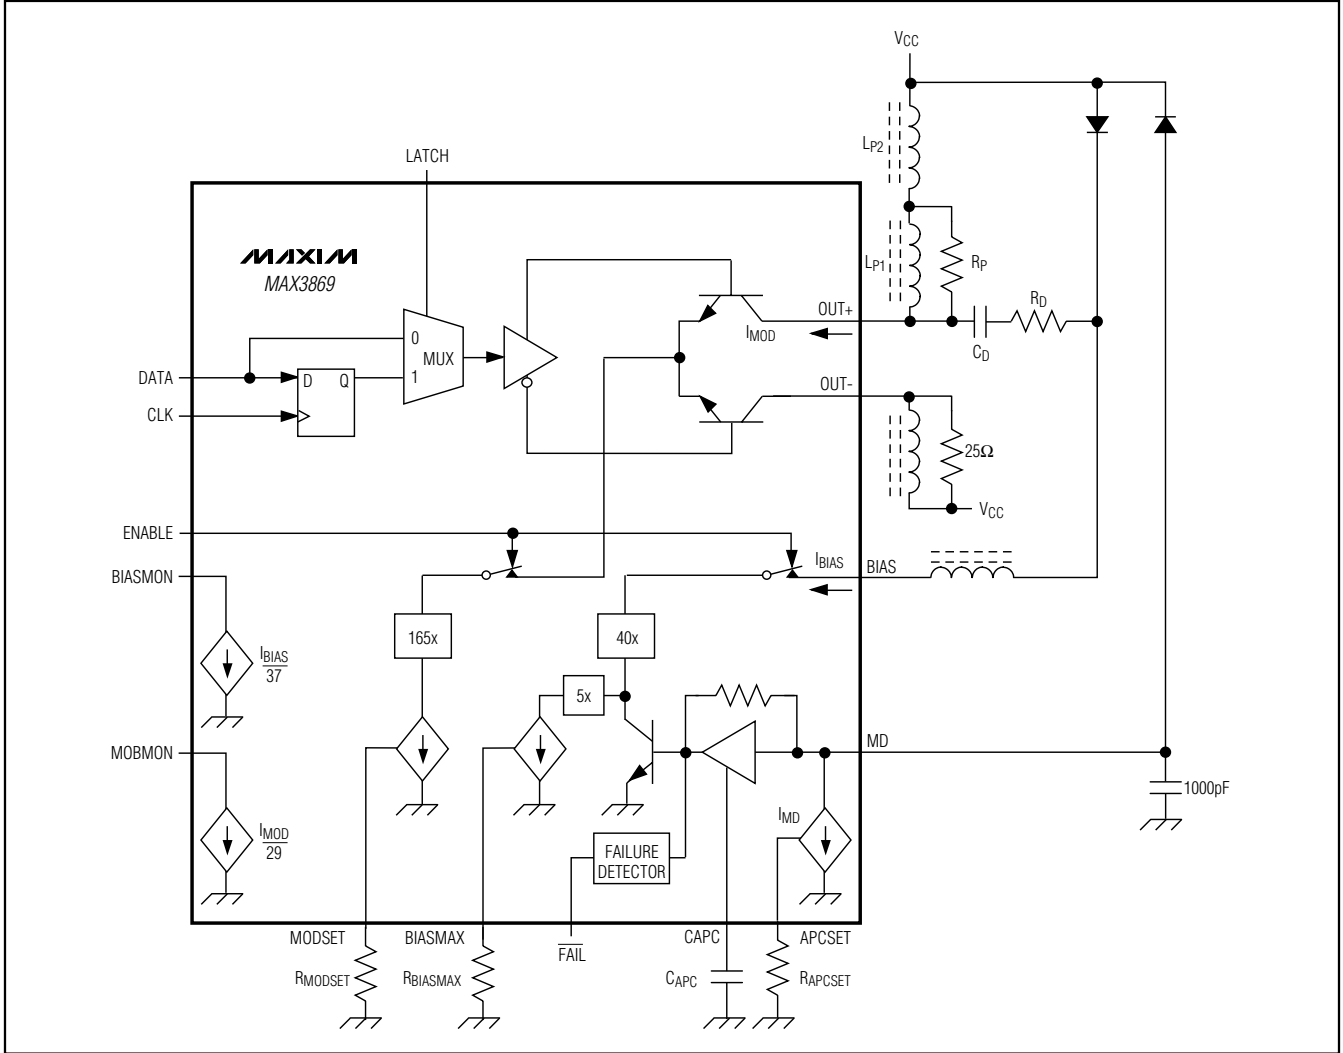 VCC
LP2
LATCH
MAXIM
MAX3869
LP1
RP
RD
OUT+
IMOD
CD
0
MUX
1
DATA
D Q
CLK
OUT-
25Ω
VCC
ENABLE
IBIAS
BIAS
BIASMON
165x
40x
IBIAS
37
5x
MD
MOBMON
1000pF
IMOD
29
IMD
FAILURE
DETECTOR
MODSET
BIASMAX
FAIL
CAPC
APCSET
RMODSET
RBIASMAX
CAPC
RAPCSET